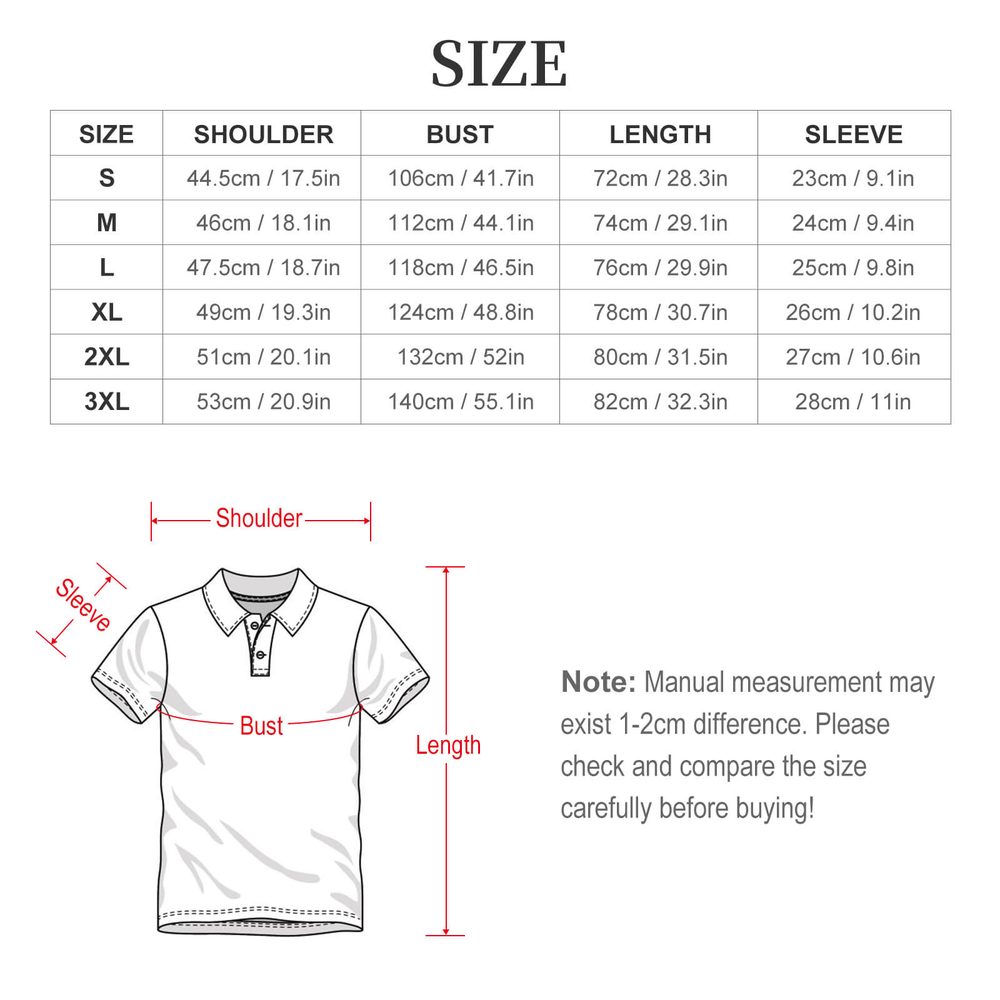 SIZE
SIZE SHOULDER BUST LENGTH SLEEVE
S 44.5cm / 17.5in 106cm / 41.7in 72cm / 28.3in 23cm / 9.1in
M 46cm / 18.1in 112cm / 44.1in 74cm / 29.1in 24cm / 9.4in
L 47.5cm / 18.7in 118cm / 46.5in 76cm / 29.9in 25cm / 9.8in
XL 49cm / 19.3in 124cm / 48.8in 78cm / 30.7in 26cm / 10.2in
2XL 51cm / 20.1in 132cm / 52in 80cm / 31.5in 27cm / 10.6in
3XL 53cm / 20.9in 140cm / 55.1in 82cm / 32.3in 28cm / 11in
Shoulder
Sleeve
Bust
Length
Note: Manual measurement may
exist 1-2cm difference. Please
check and compare the size
carefully before buying!